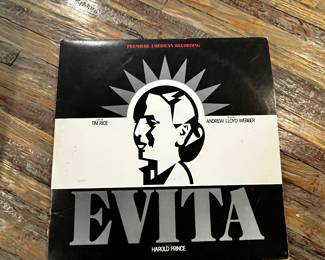 PREMIERE AMERICAN RECORDING
TIM RICE
ANDREW LLOYD WEBBER
EVITA
HAROLD PRINCE